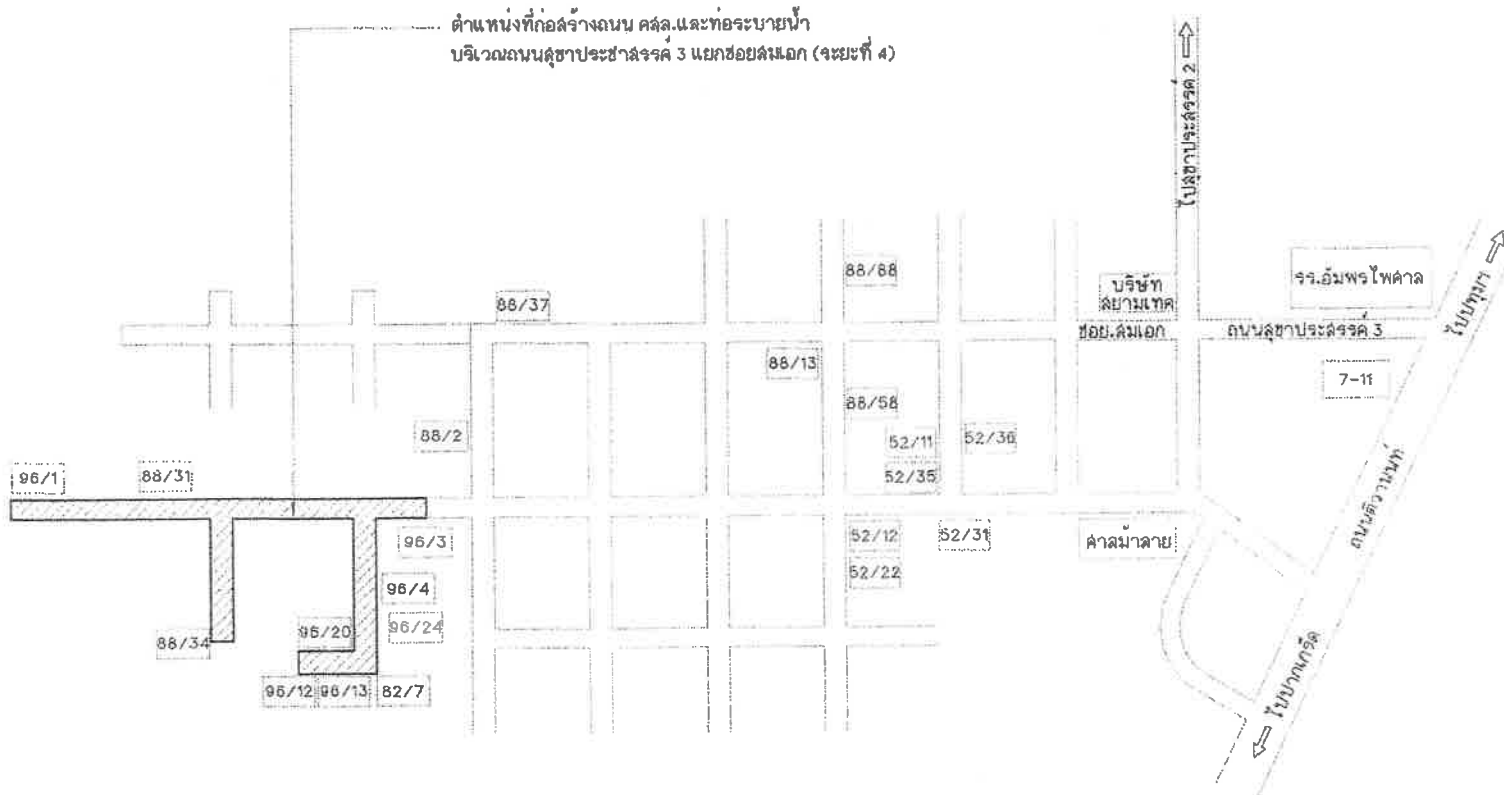 ตำแหน่งที่ก่อสร้างถนน คสล.และท่อระบายน้ำ
บริเวณถนนสุขาประชาสรรค์ 3 แยกซอยสมเอก (ระยะที่ 4)
ไปสุขาประสรรค์ 2
88/88
บริษัท
สยามเทค
รร.อัมพรไพศาล
ไปปทุมฯ
88/37
ซอย.สมเอก
ถนนสุขาประสรรค์ 3
88/13
7-11
88/58
88/2
52/11
52/36
96/1
88/31
52/35
ถนนติวานนท์
96/3
52/12
52/31
ศาสม้าลาย
52/22
96/4
88/34
96/20
96/24
96/12
96/13
82/7
ไปปากเกร็ด